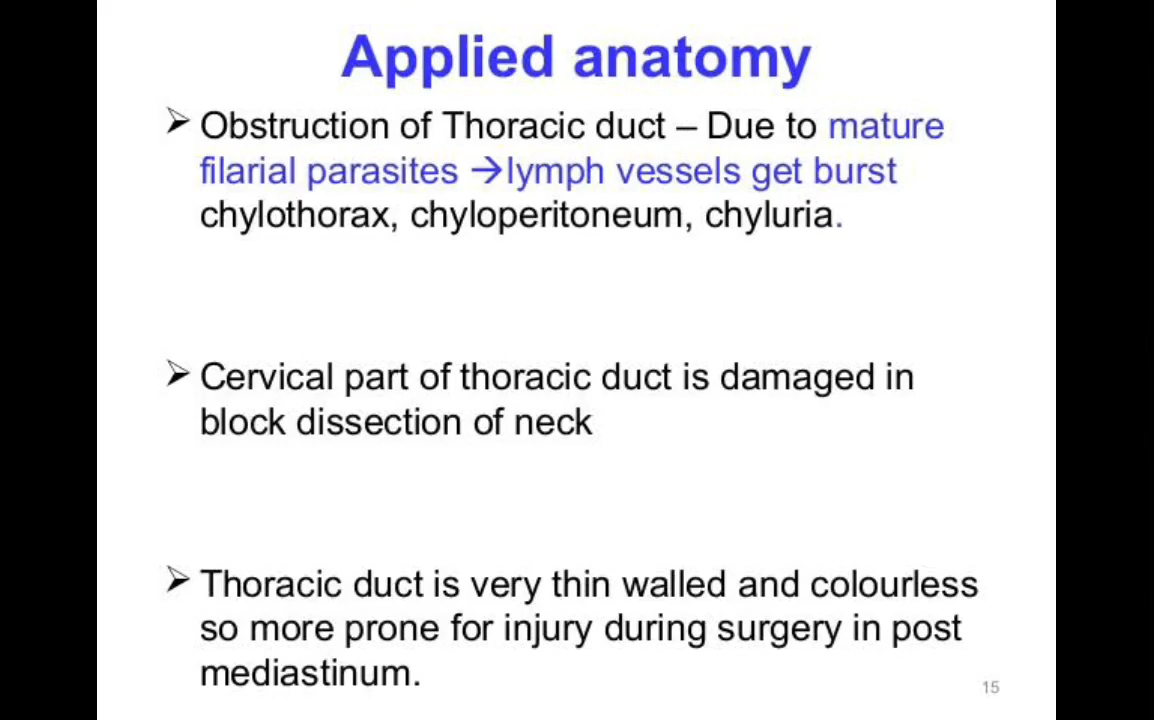 Applied anatomy
➢ Obstruction of Thoracic duct – Due to mature
filarial parasites →lymph vessels get burst
chylothorax, chyloperitoneum, chyluria.
➢ Cervical part of thoracic duct is damaged in
block dissection of neck
➢ Thoracic duct is very thin walled and colourless
so more prone for injury during surgery in post
mediastinum.
15